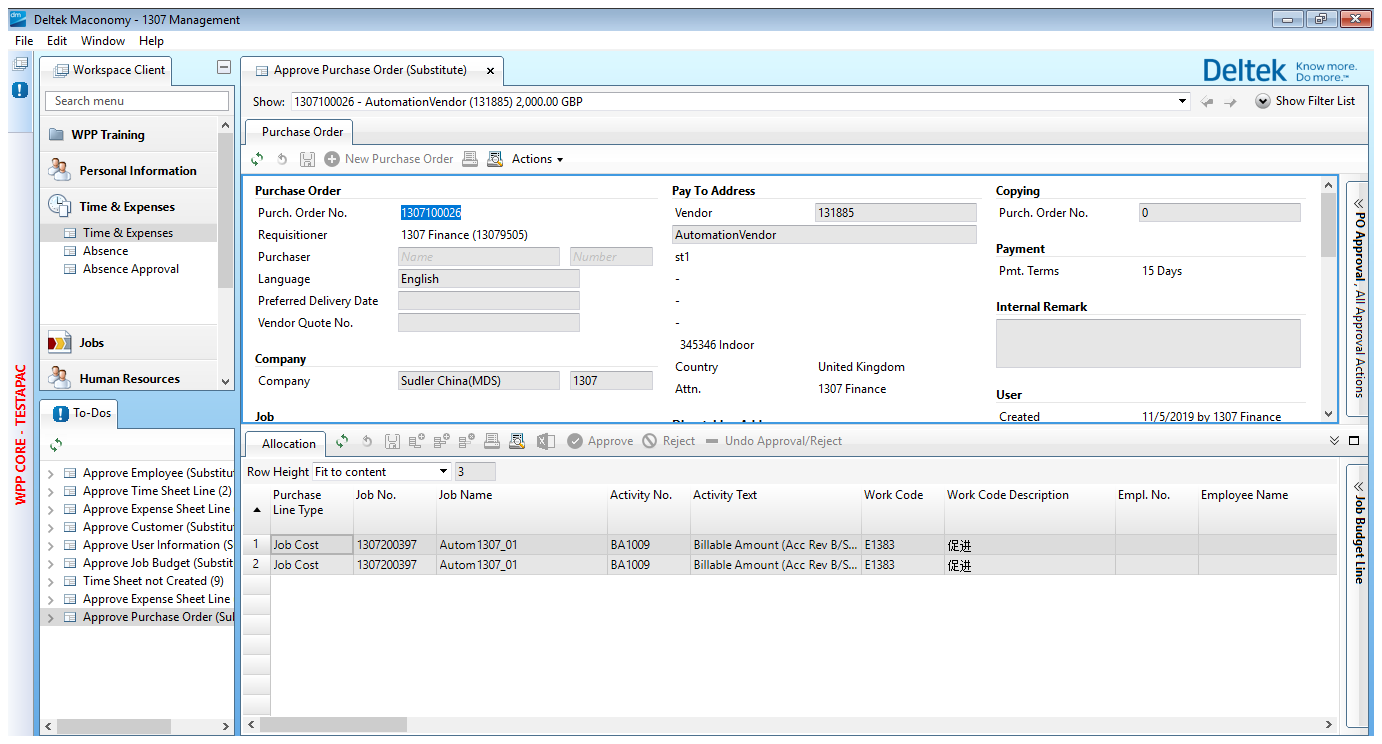 Deltek Maconomy - 1307 Management
File Edit Window Help
Workspace Client
Search menu
WPP Training
Personal Information
Time & Expenses
Time & Expenses
Absence
Absence Approval
Jobs
Human Resources
WPP CORE - TESTAPAC
To-Dos
Approve Employee (Substitu
Approve Time Sheet Line (2)
Approve Expense Sheet Line
Approve Customer (Substitu
Approve User Information (S
Approve Job Budget (Substit
Time Sheet not Created (9)
Approve Expense Sheet Line
Approve Purchase Order (Sul
Approve Purchase Order (Substitute)
Deltek Know more.
Do more.™
Show: 1307100026 - AutomationVendor (131885) 2,000.00 GBP Show Filter List
Purchase Order
New Purchase Order Actions
Purchase Order
Purch. Order No. 1307100026
Requisitioner 1307 Finance (13079505)
Purchaser Name Number
Language English
Preferred Delivery Date
Vendor Quote No.
Company
Company Sudler China(MDS) 1307
Job
Pay To Address
Vendor 131885
AutomationVendor
st1
-
-
-
345346 Indoor
Country United Kingdom
Attn. 1307 Finance
Copying
Purch. Order No. 0
Payment
Pmt. Terms 15 Days
Internal Remark
User
Created 11/5/2019 by 1307 Finance
PO Approval, All Approval Actions
Allocation Approve Reject Undo Approval/Reject
Row Height Fit to content 3
Purchase Line Type Job No. Job Name Activity No. Activity Text Work Code Work Code Description Empl. No. Employee Name
1 Job Cost 1307200397 Autom1307_01 BA1009 Billable Amount (Acc Rev B/S... E1383 促进
2 Job Cost 1307200397 Autom1307_01 BA1009 Billable Amount (Acc Rev B/S... E1383 促进
Job Budget Line